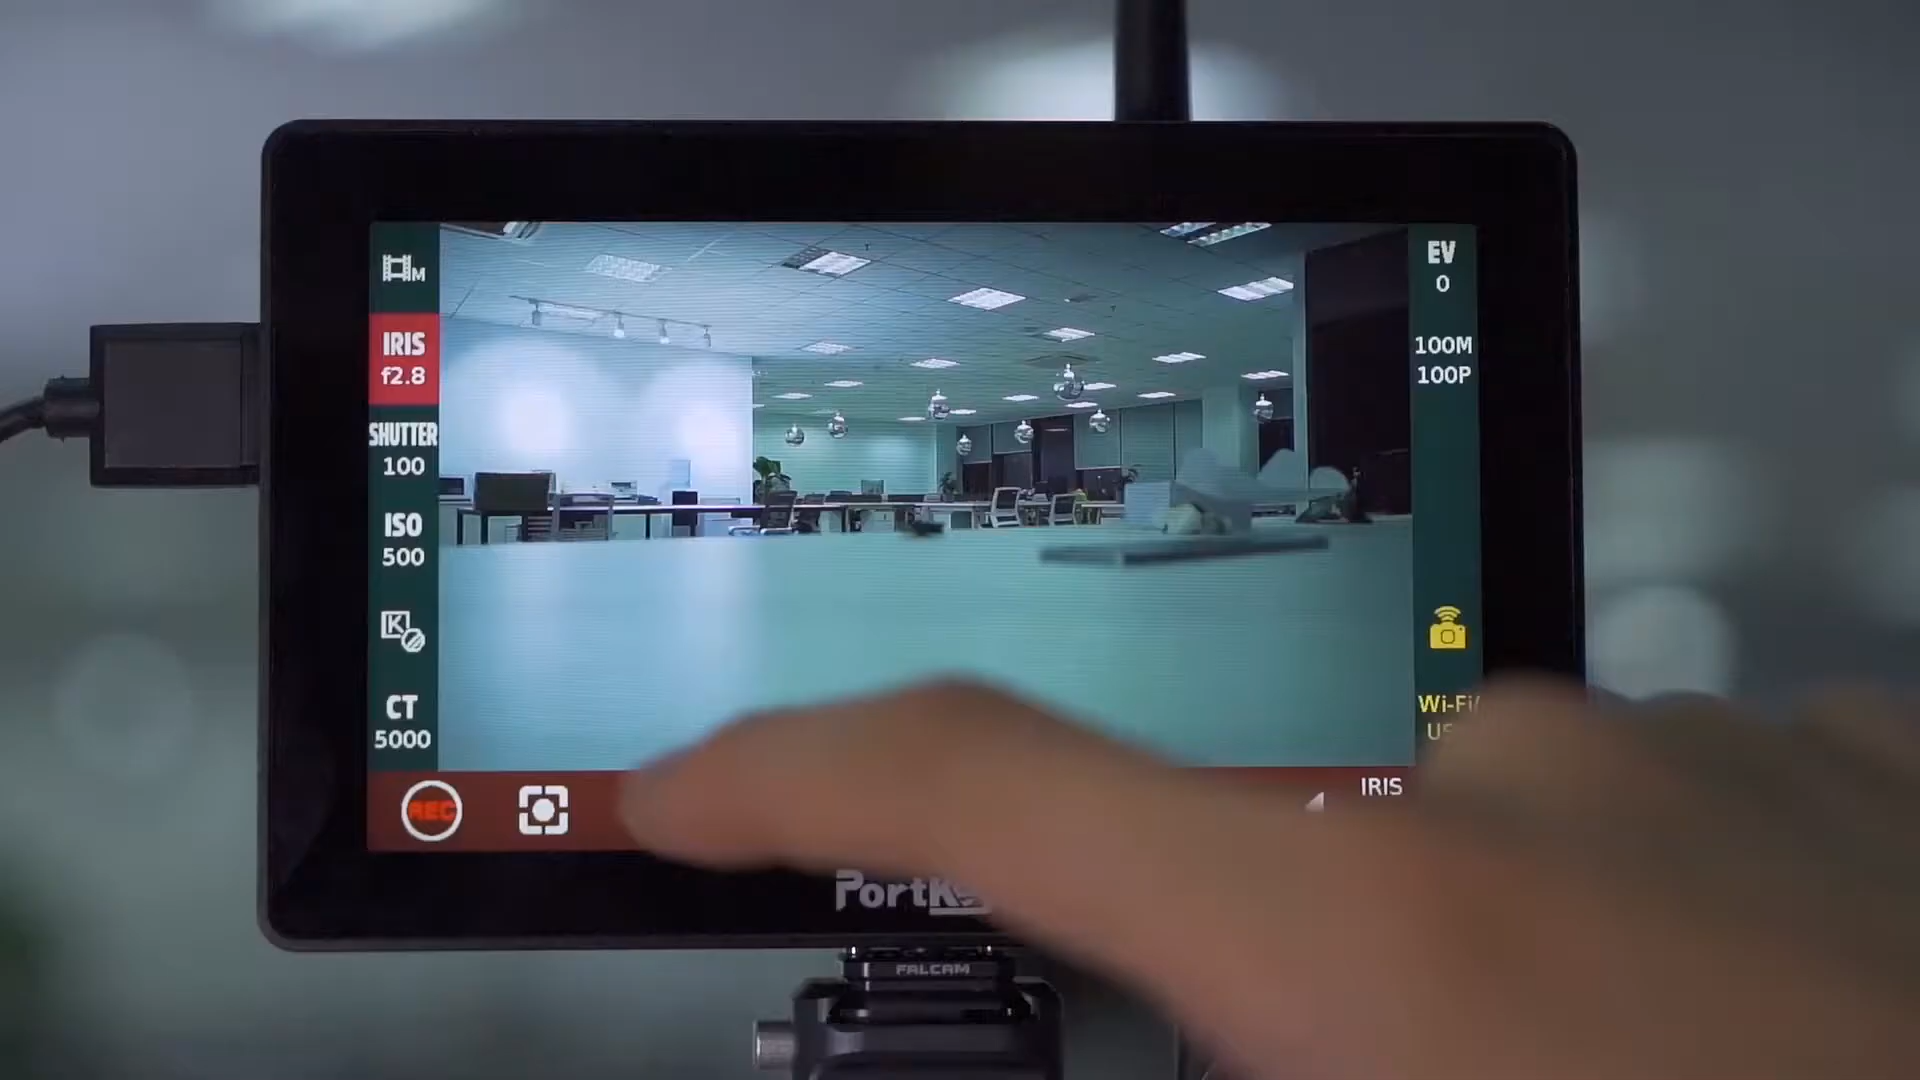 M
IRIS
f2.8
SHUTTER
100
ISO
500
K
CT
5000
REC
EV
0
100M
100P
Wi-Fi/
IRIS
FALCAM